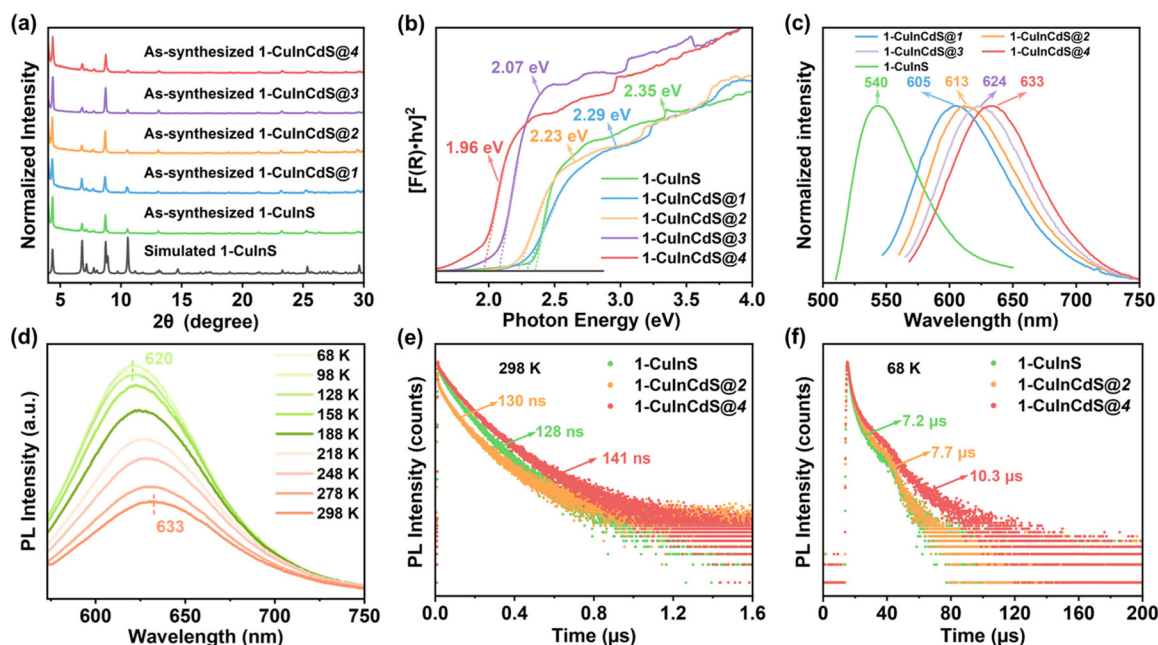 (a)
As-synthesized 1-CuInCdS@4
As-synthesized 1-CuInCdS@3
As-synthesized 1-CuInCdS@2
As-synthesized 1-CuInCdS@1
As-synthesized 1-CuInS
Simulated 1-CuInS
Normalized Intensity
5 10 15 20 25 30
2θ (degree)
(b)
2.07 eV
2.35 eV
2.29 eV
2.23 eV
1.96 eV
1-CuInS
1-CuInCdS@1
1-CuInCdS@2
1-CuInCdS@3
1-CuInCdS@4
[F(R)•hv]²
2.0 2.5 3.0 3.5 4.0
Photon Energy (eV)
(c)
1-CuInCdS@1 1-CuInCdS@2
1-CuInCdS@3 1-CuInCdS@4
1-CuInS
540 605 613 624 633
Normalized Intensity
500 550 600 650 700 750
Wavelength (nm)
(d)
620
68 K
98 K
128 K
158 K
188 K
218 K
248 K
278 K
298 K
633
PL Intensity (a.u.)
600 650 700 750
Wavelength (nm)
(e)
298 K
1-CuInS
1-CuInCdS@2
1-CuInCdS@4
130 ns
128 ns
141 ns
PL Intensity (counts)
0.0 0.4 0.8 1.2 1.6
Time (µs)
(f)
68 K
1-CuInS
1-CuInCdS@2
1-CuInCdS@4
7.2 µs
7.7 µs
10.3 µs
PL Intensity (counts)
0 40 80 120 160 200
Time (µs)